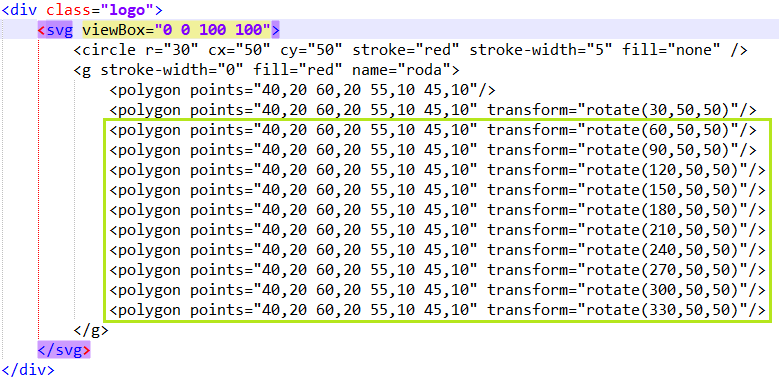 <div class="logo">
<svg viewBox="0 0 100 100">
<circle r="30" cx="50" cy="50" stroke="red" stroke-width="5" fill="none" />
<g stroke-width="0" fill="red" name="roda">
<polygon points="40,20 60,20 55,10 45,10"/>
<polygon points="40,20 60,20 55,10 45,10" transform="rotate(30,50,50)"/>
<polygon points="40,20 60,20 55,10 45,10" transform="rotate(60,50,50)"/>
<polygon points="40,20 60,20 55,10 45,10" transform="rotate(90,50,50)"/>
<polygon points="40,20 60,20 55,10 45,10" transform="rotate(120,50,50)"/>
<polygon points="40,20 60,20 55,10 45,10" transform="rotate(150,50,50)"/>
<polygon points="40,20 60,20 55,10 45,10" transform="rotate(180,50,50)"/>
<polygon points="40,20 60,20 55,10 45,10" transform="rotate(210,50,50)"/>
<polygon points="40,20 60,20 55,10 45,10" transform="rotate(240,50,50)"/>
<polygon points="40,20 60,20 55,10 45,10" transform="rotate(270,50,50)"/>
<polygon points="40,20 60,20 55,10 45,10" transform="rotate(300,50,50)"/>
<polygon points="40,20 60,20 55,10 45,10" transform="rotate(330,50,50)"/>
</g>
</svg>
</div>